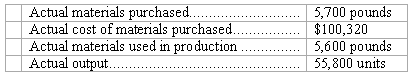 Actual materials purchased............................ 5,700 pounds
Actual cost of materials purchased................. $100,320
Actual materials used in production ............... 5,600 pounds
Actual output................................................ 55,800 units